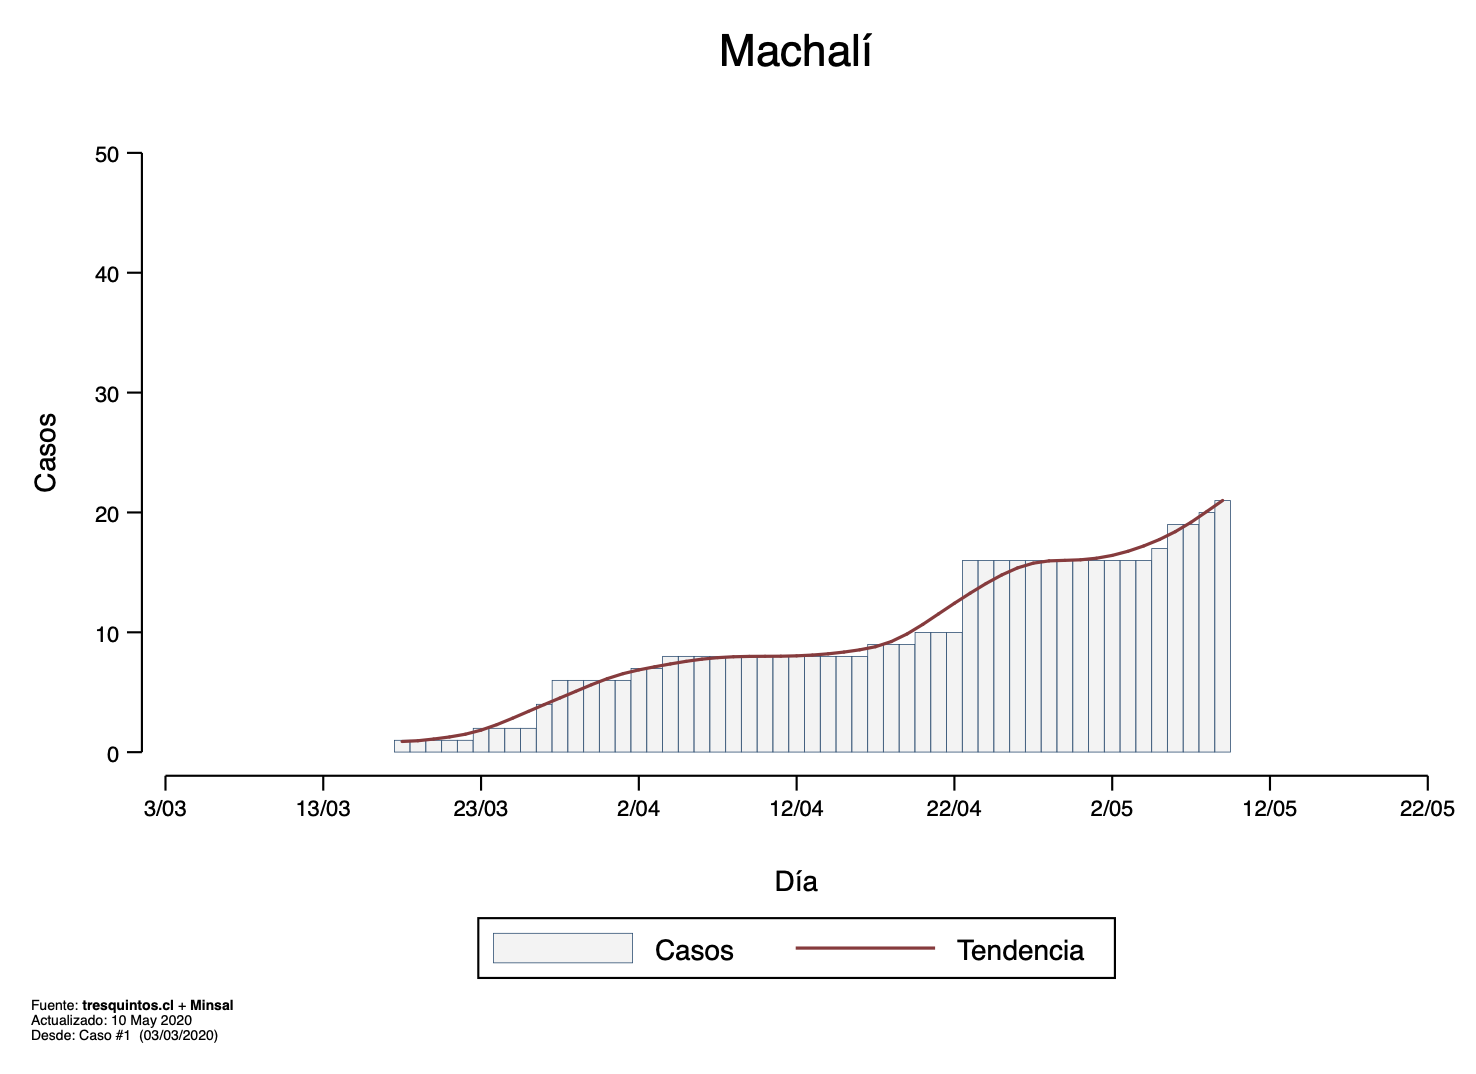 Machalí
50
40
30
20
10
0
Casos
3/03 13/03 23/03 2/04 12/04 22/04 2/05 12/05 22/05
Día
Casos Tendencia
Fuente: tresquintos.cl + Minsal
Actualizado: 10 May 2020
Desde: Caso #1 (03/03/2020)